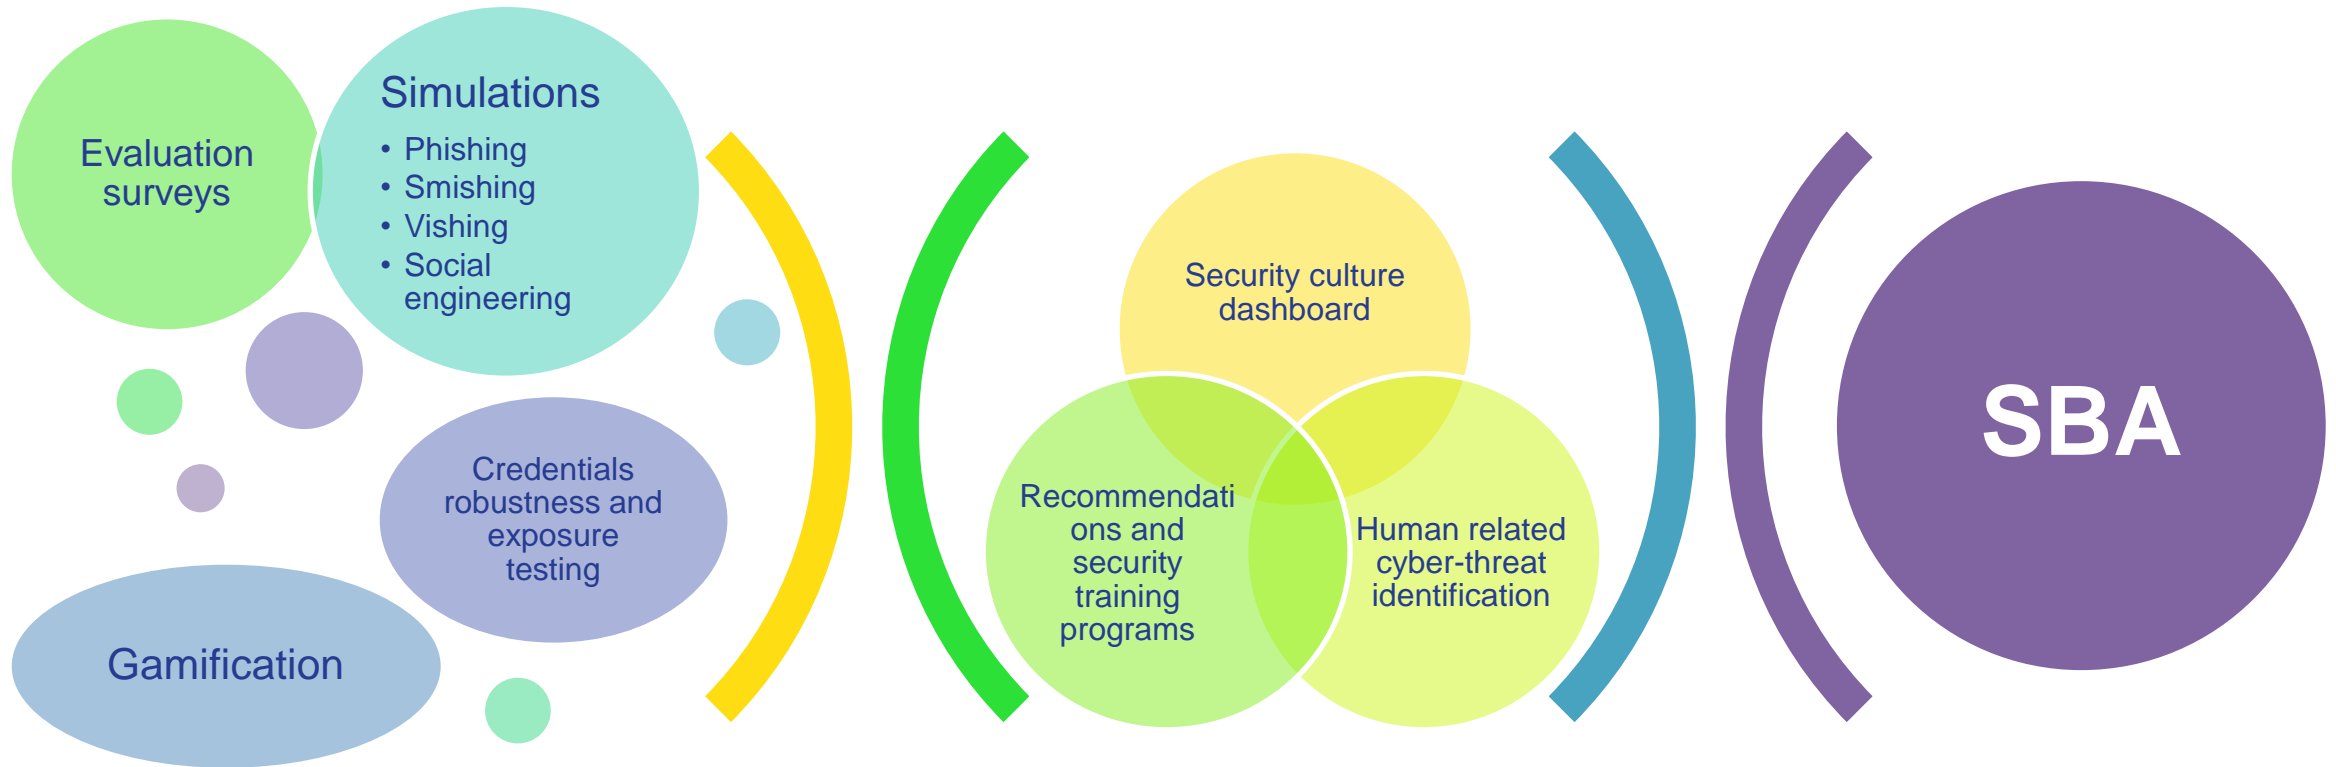 Evaluation
surveys
Simulations
• Phishing
• Smishing
• Vishing
• Social
engineering
Credentials
robustness and
exposure
testing
Gamification
Security culture
dashboard
Recommendati
ons and
security
training
programs
Human related
cyber-threat
identification
SBA